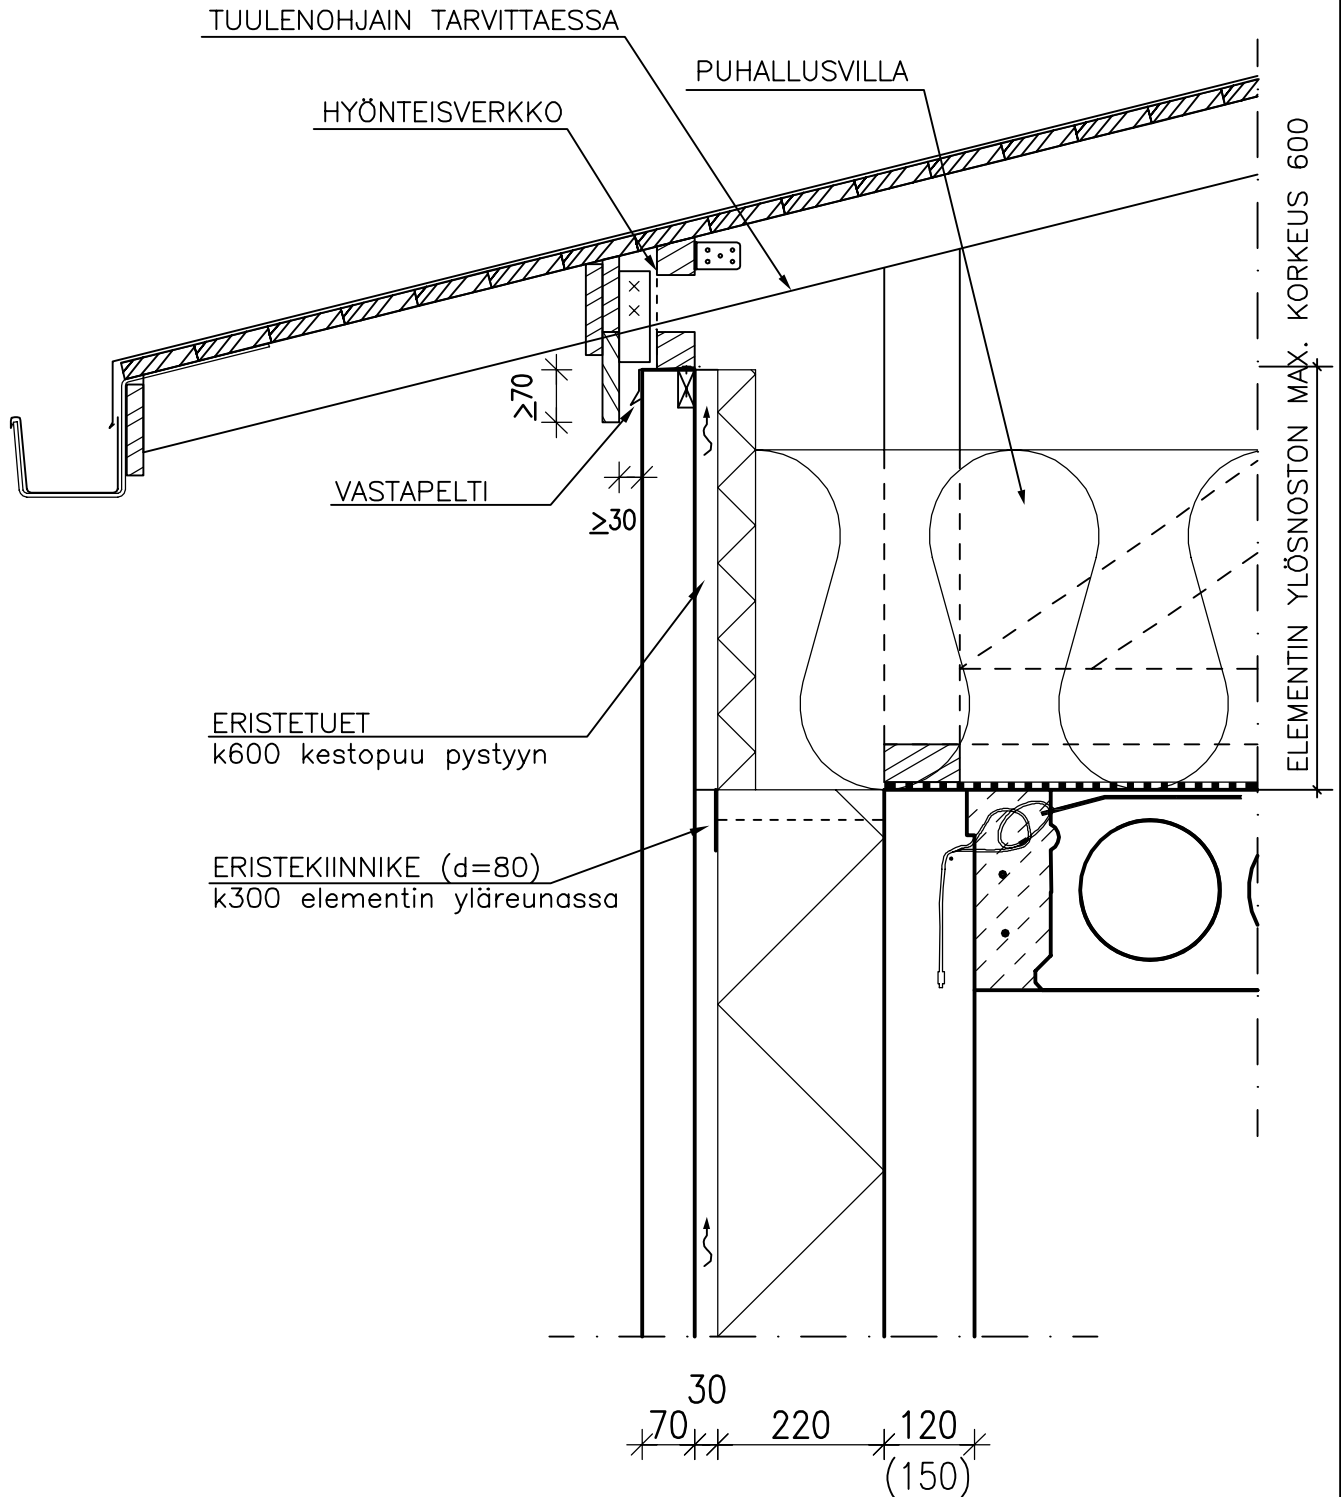 TUULENOHJAIN TARVITTAESSA
PUHALLUSVILLA
HYÖNTEISVERKKO
ELEMENTIN YLÖSNOSTON MAX. KORKEUS 600
≥70
VASTAPELTI
≥30
ERISTETUET
k600 kestopuu pystyyn
ERISTEKIINNIKE (d=80)
k300 elementin yläreunassa
30
70 220 120
(150)